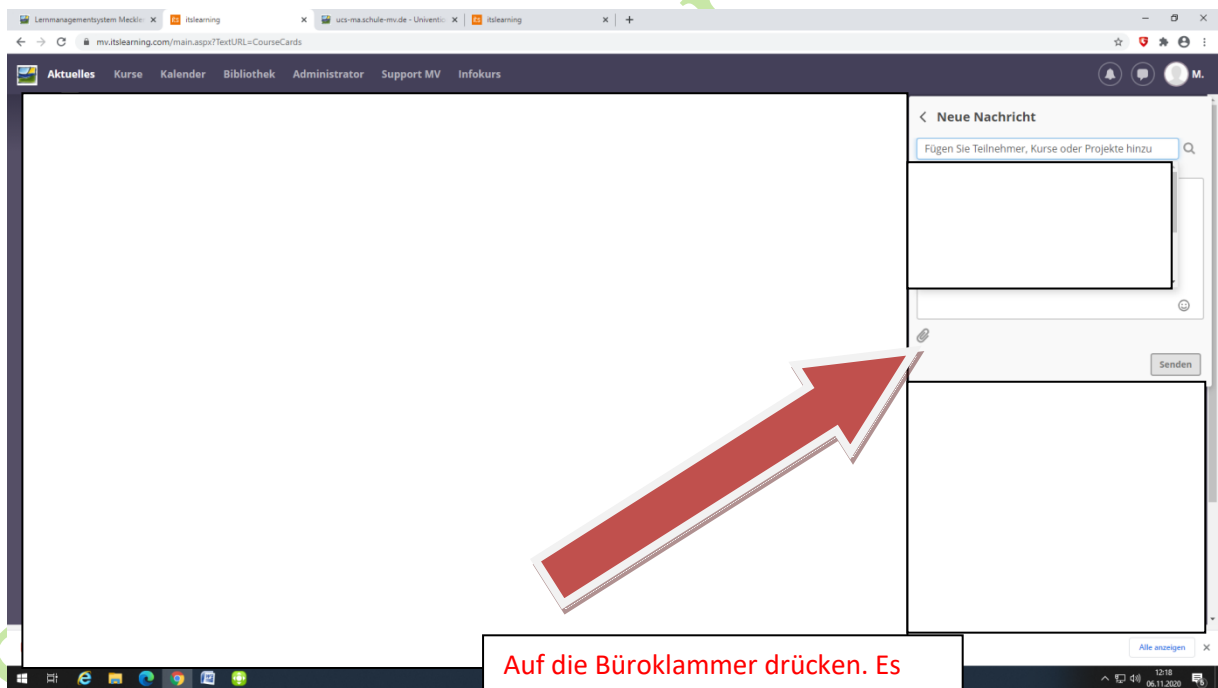 Lernmanagementsystem Meckle
itslearning
ucs-ma.schule-mv.de - Univentio
itslearning
mv.itslearning.com/main.aspx?TextURL=CourseCards
Aktuelles Kurse Kalender Bibliothek Administrator Support MV Infokurs
M.
Neue Nachricht
Fügen Sie Teilnehmer, Kurse oder Projekte hinzu
Senden
Alle anzeigen
Auf die Büroklammer drücken. Es
12:18
06.11.2020